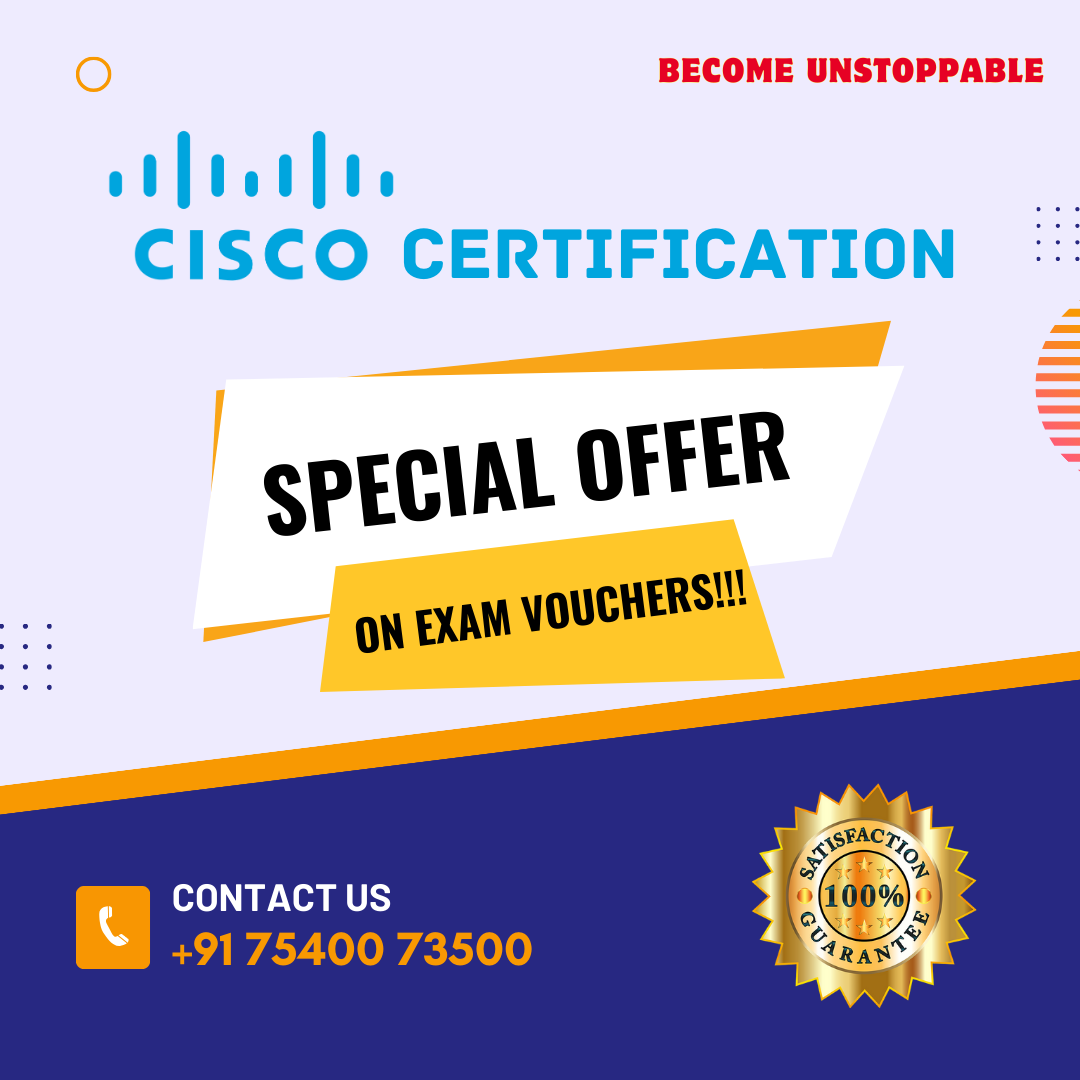 BECOME UNSTOPPABLE
CISCO CERTIFICATION
SPECIAL OFFER
ON EXAM VOUCHERS!!!
CONTACT US
+91 75400 73500
SATISFACTION
100%
GUARANTEE